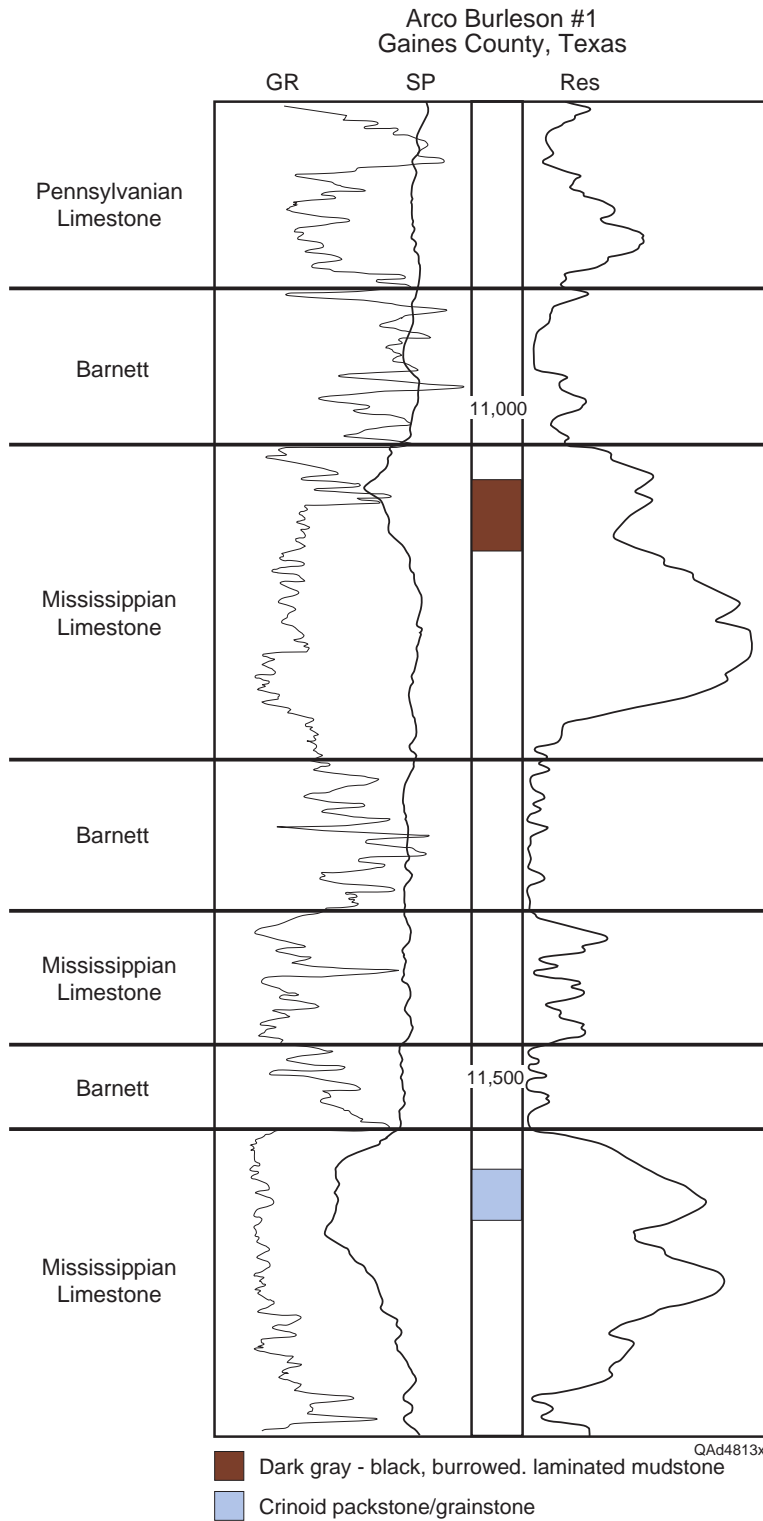 Arco Burleson #1
Gaines County, Texas
GR
SP
Res
Pennsylvanian
Limestone
Barnett
11,000
Mississippian
Limestone
Barnett
Mississippian
Limestone
11,500
Barnett
Mississippian
Limestone
QAd4813x
Dark gray - black, burrowed. laminated mudstone
Crinoid packstone/grainstone